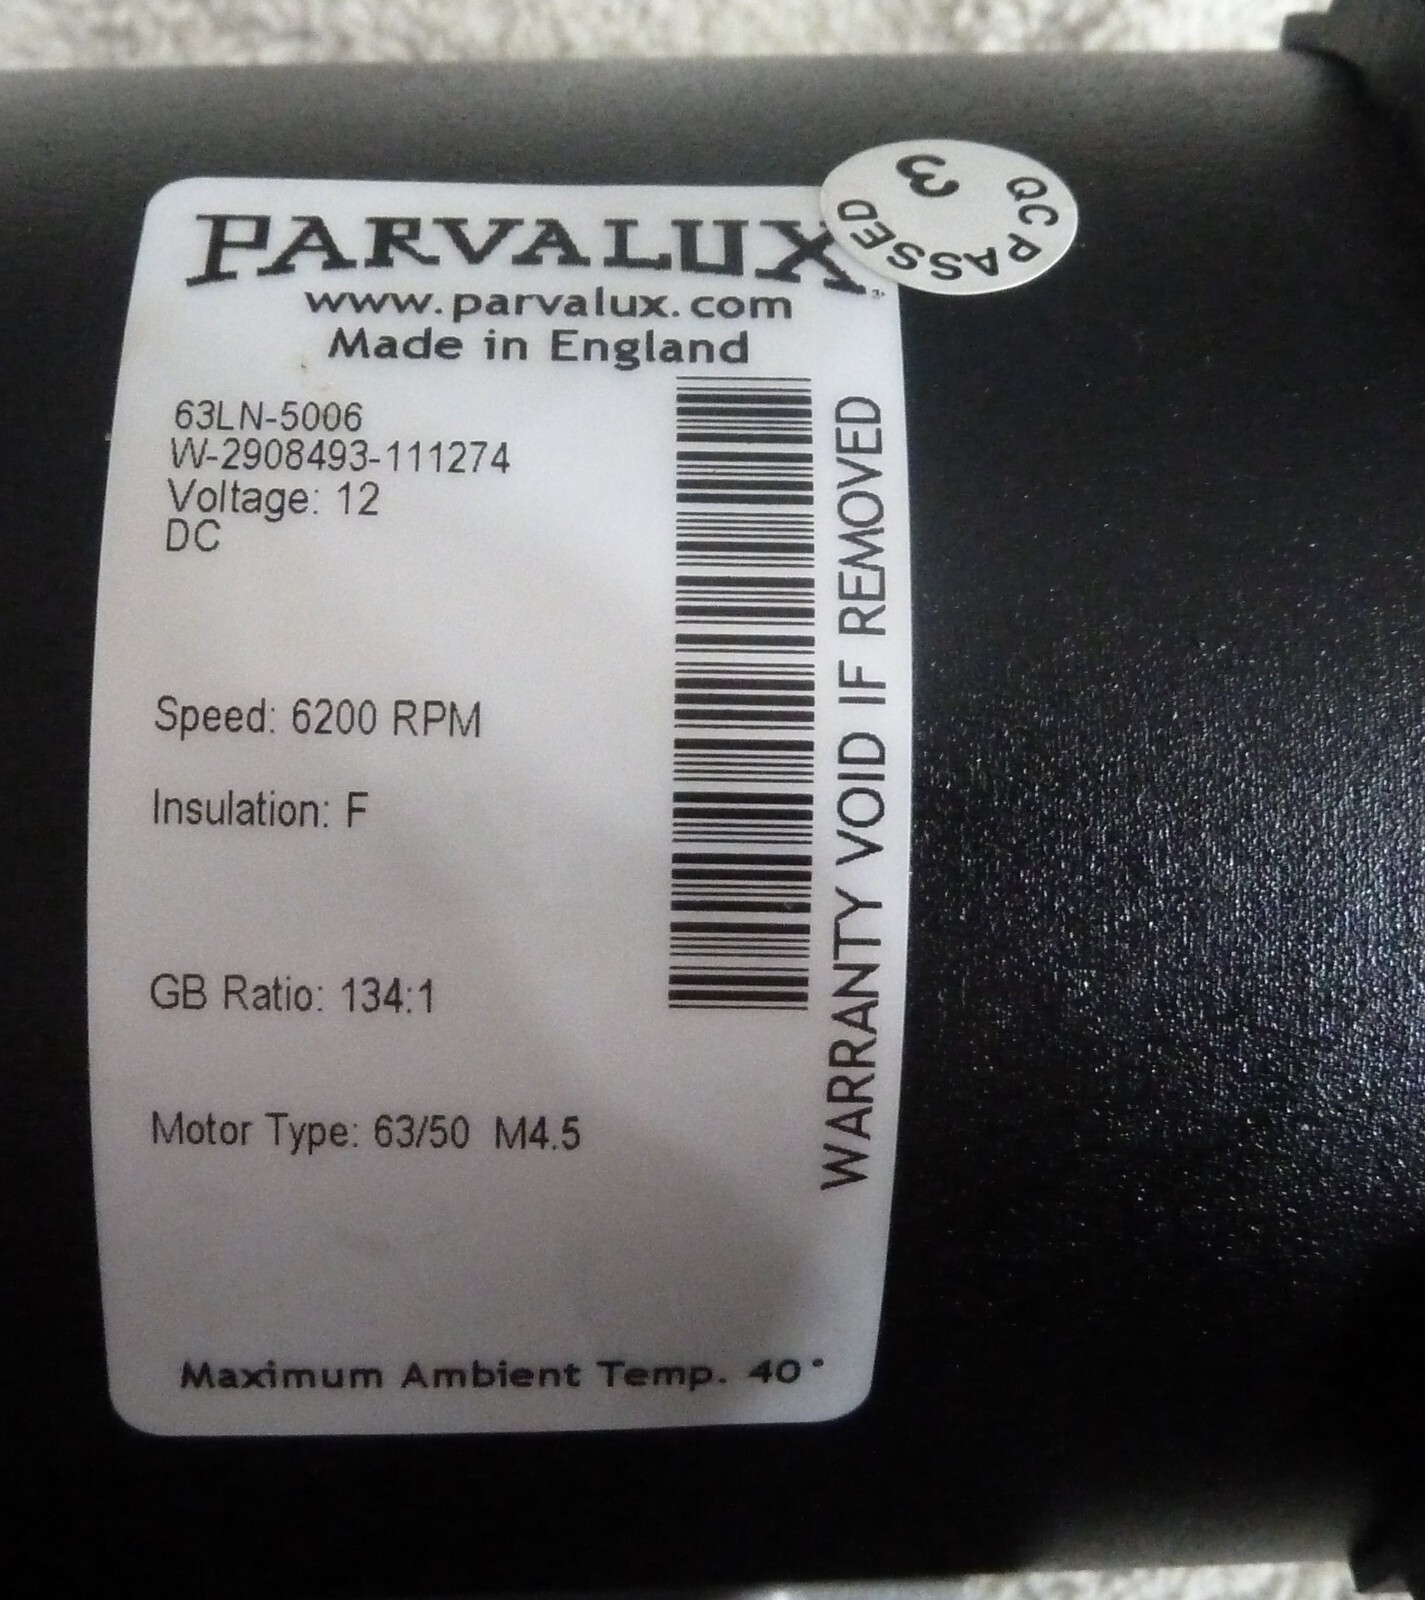 PARVALUX
www.parvalux.com
Made in England
63LN-5006
W-2908493-111274
Voltage: 12
DC
Speed: 6200 RPM
Insulation: F
GB Ratio: 134:1
Motor Type: 63/50 M4.5
Maximum Ambient Temp. 40°
WARRANTY VOID IF REMOVED
QC PASSED
3